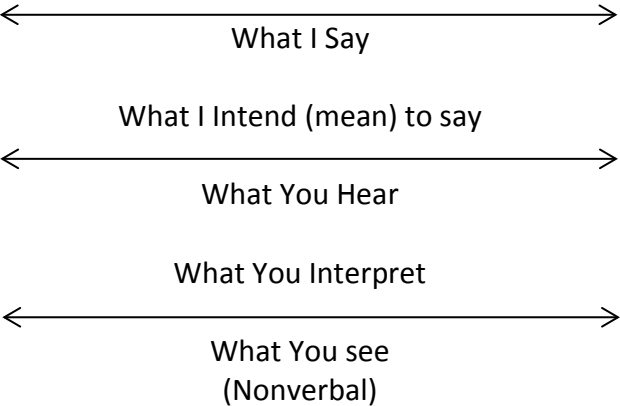 What I Say
What I Intend (mean) to say
What You Hear
What You Interpret
What You see
(Nonverbal)